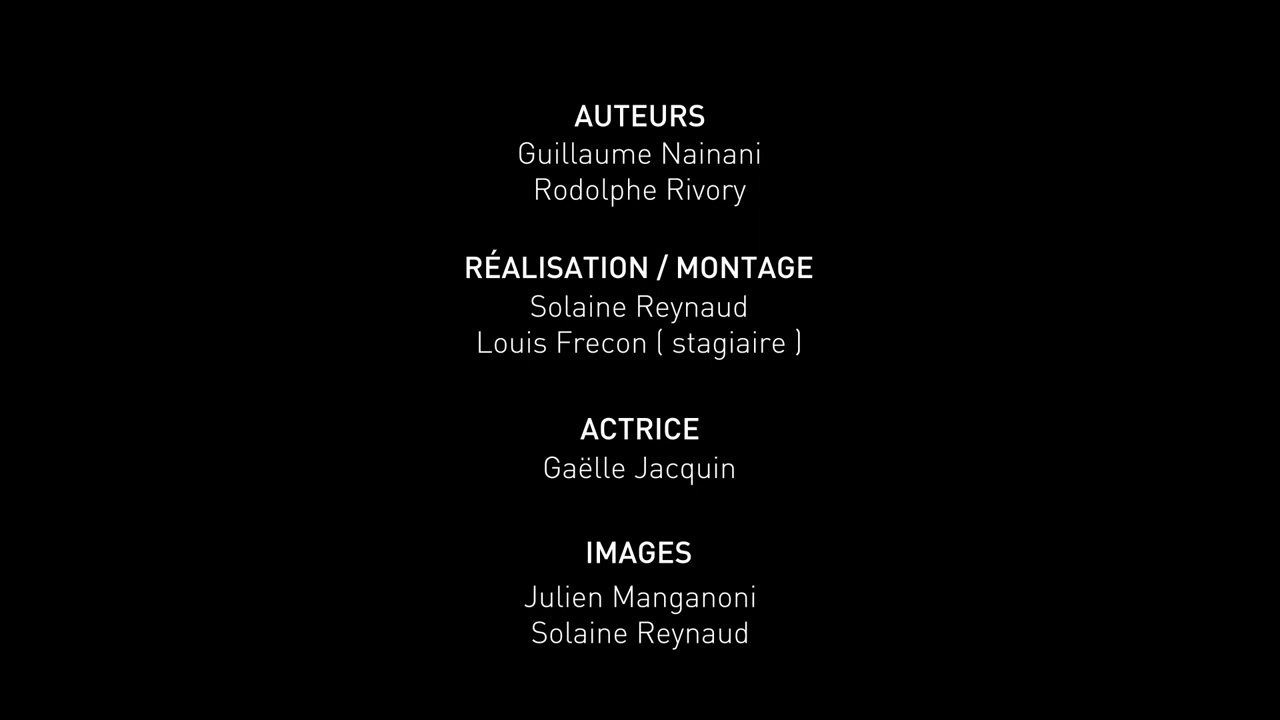 AUTEURS
Guillaume Nainani
Rodolphe Rivory
RÉALISATION / MONTAGE
Solaine Reynaud
Louis Frecon ( stagiaire )
ACTRICE
Gaëlle Jacquin
IMAGES
Julien Manganoni
Solaine Reynaud